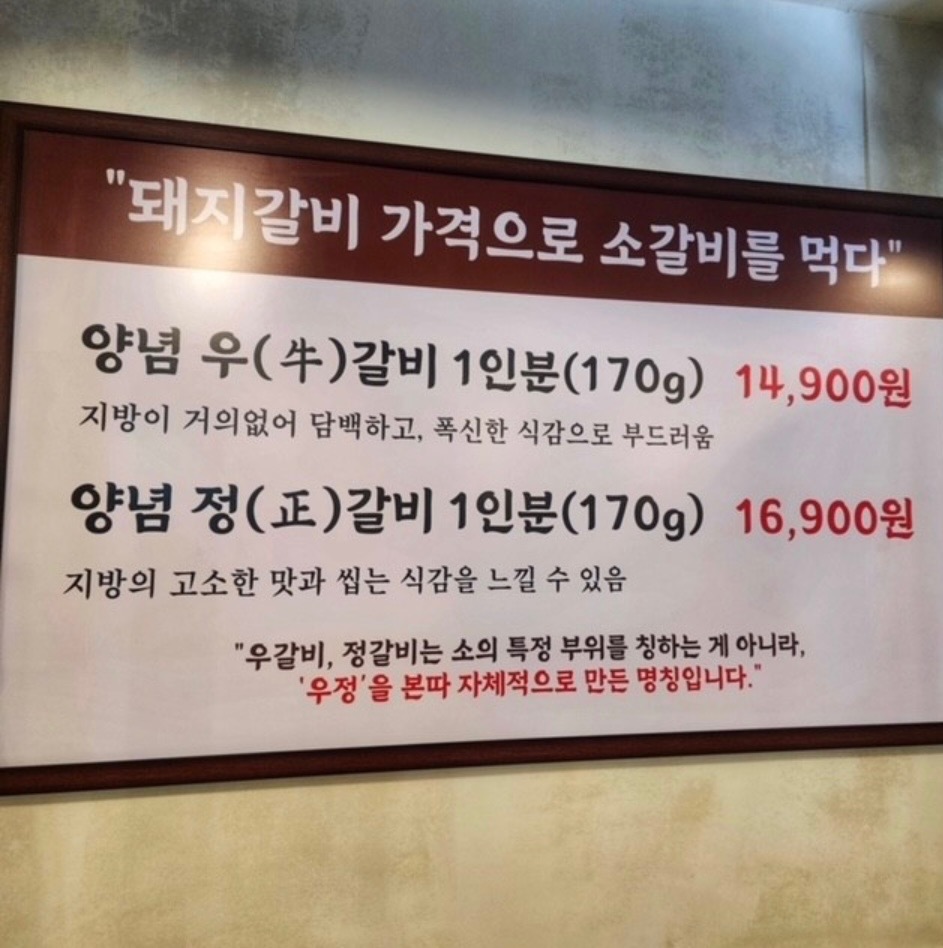 "돼지갈비 가격으로 소갈비를 먹다"
양념 우(牛)갈비 1인분(170g) 14,900원
지방이 거의없어 담백하고, 폭신한 식감으로 부드러움
양념 정(正)갈비 1인분(170g) 16,900원
지방의 고소한 맛과 씹는 식감을 느낄 수 있음
"우갈비, 정갈비는 소의 특정 부위를 칭하는 게 아니라,
'우정'을 본따 자체적으로 만든 명칭입니다."